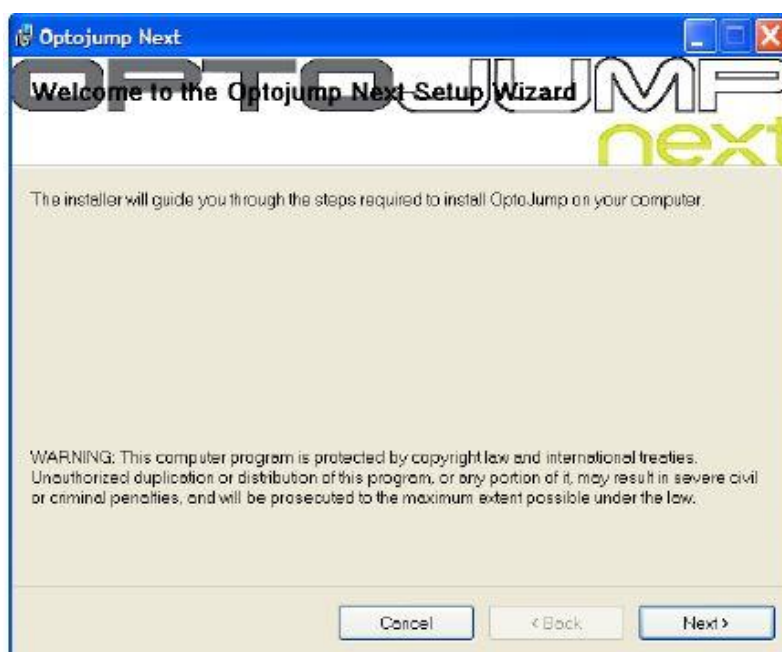 Optojump Next
OPTOJUMP
Welcome to the Optojump Next Setup Wizard
next
The installer will guide you through the steps required to install OptoJump on your computer.
WARNING: This computer program is protected by copyright law and international treaties.
Unauthorized duplication or distribution of this program, or any portion of it, may result in severe civil
or criminal penalties, and will be prosecuted to the maximum extent possible under the law.
Cancel
< Back
Next >